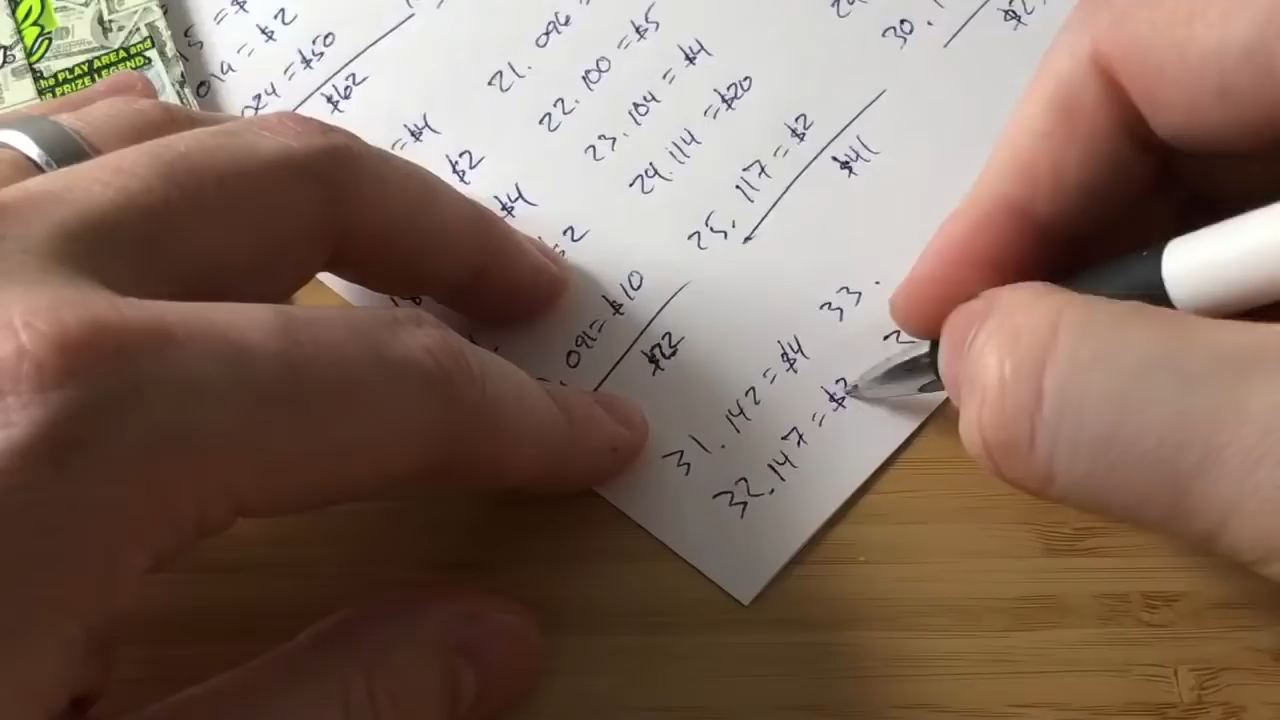 the PLAY AREA and
PRIZE LEGEND.
= $2
024 = $50
$62
= $4
$2
$4
2
091 = $10
$22
21. 096 =
22. 100 = $5
23. 104 = $4
24. 114 = $20
25. 117 = $2
$41
30.
31. 142 = $4
32. 147 = $2
33.